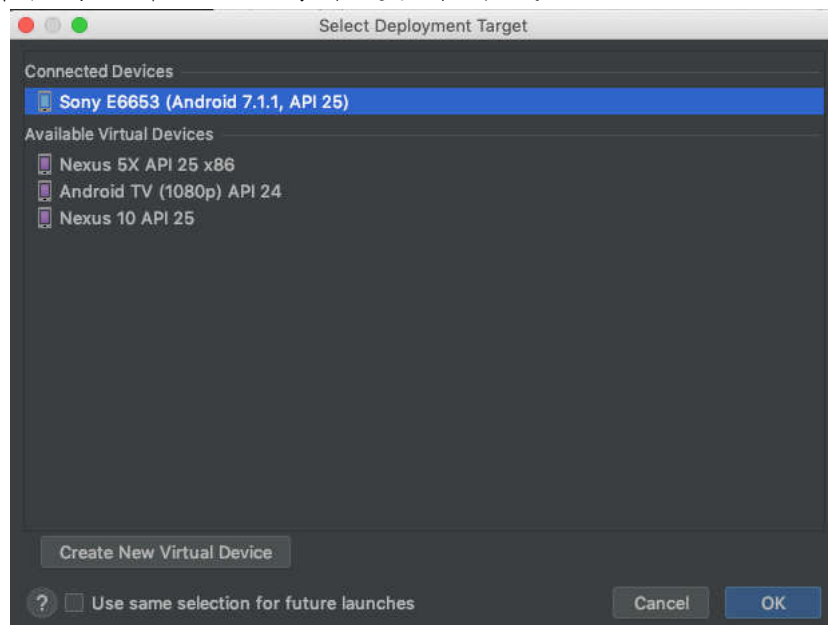 Select Deployment Target
Connected Devices
Sony E6653 (Android 7.1.1, API 25)
Available Virtual Devices
Nexus 5X API 25 x86
Android TV (1080p) API 24
Nexus 10 API 25
Create New Virtual Device
? Use same selection for future launches Cancel OK